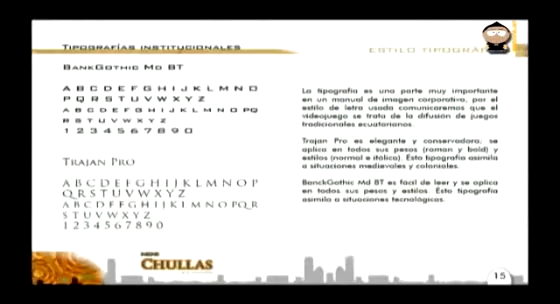 TIPOGRAFÍAS INSTITUCIONALES
ESTILO TIPOGRÁF
BANKGOTHIC MD BT
A B C D E F G H I J K L M N O
P Q R S T U V W X Y Z
A B C D E F G H I J K L M N O P Q
R S T U V W X Y Z
1 2 3 4 5 6 7 8 9 0
TRAJAN PRO
A B C D E F G H I J K L M N O P
Q R S T U V W X Y Z
A B C D E F G H I J K L M N O P Q R
S T U V W X Y Z
1 2 3 4 5 6 7 8 9 0
La tipografía es una parte muy importante
en un manual de imagen corporativa, por el
estilo de letra usada comunicaremos que el
videojuego se trata de la difusión de juegos
tradicionales ecuatorianos.
Trajan Pro es elegante y conservadora; se
aplica en todos sus pesos (roman y bold) y
estilos (normal e itálica). Esta tipografía asimila
a situaciones medievales y coloniales.
BanckGothic Md BT es fácil de leer y se aplica
en todos sus pesos y estilos. Esta tipografía
asimila a situaciones tecnológicas.
CHULLAS
15